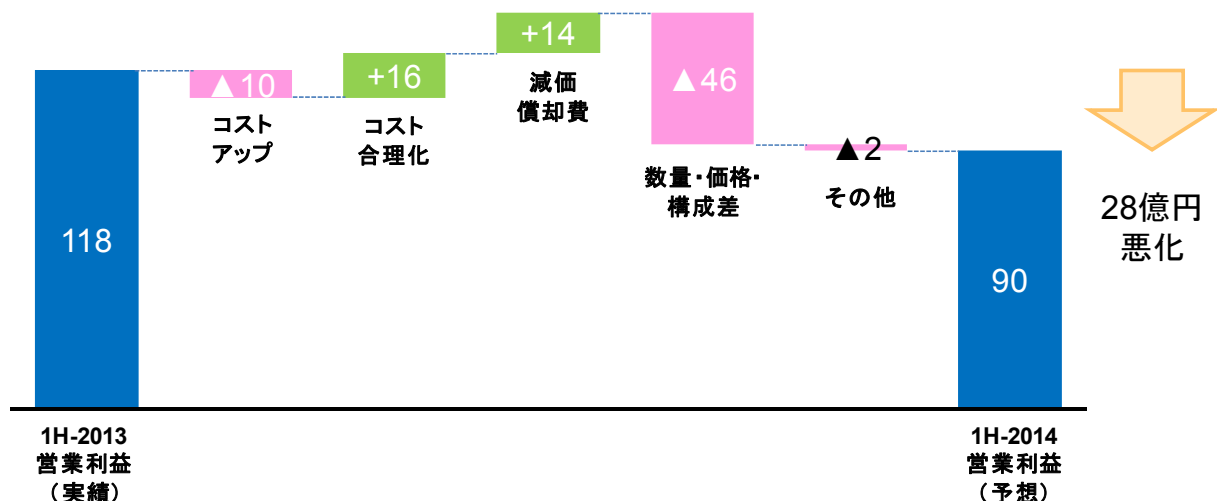 +14
+16
▲10
▲46
減価
償却費
コスト
アップ
コスト
合理化
▲2
数量・価格・
構成差
その他
28億円
悪化
118
90
1H-2013
営業利益
(実績)
1H-2014
営業利益
(予想)